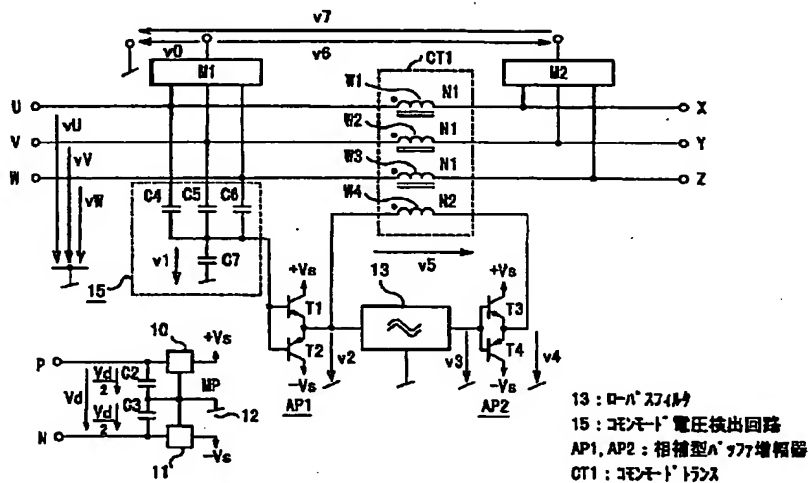 v7
v0
v6
M1
CT1
M2
W1
N1
U
X
W2
N1
V
Y
vU
W3
N1
W
Z
vV
C4
C5
C6
W4
N2
vW
v1
C7
v5
15
+Vs
13
+Vs
T1
T3
10
+Vs
T2
v2
v3
T4
v4
P
Vd/2
C2
MP
-Vs
-Vs
Vd
12
AP1
AP2
Vd/2
C3
N
-Vs
11
13 : ローパスフィルタ
15 : コモンモード電圧検出回路
AP1, AP2 : 相補型バッファ増幅器
CT1 : コモンモードトランス